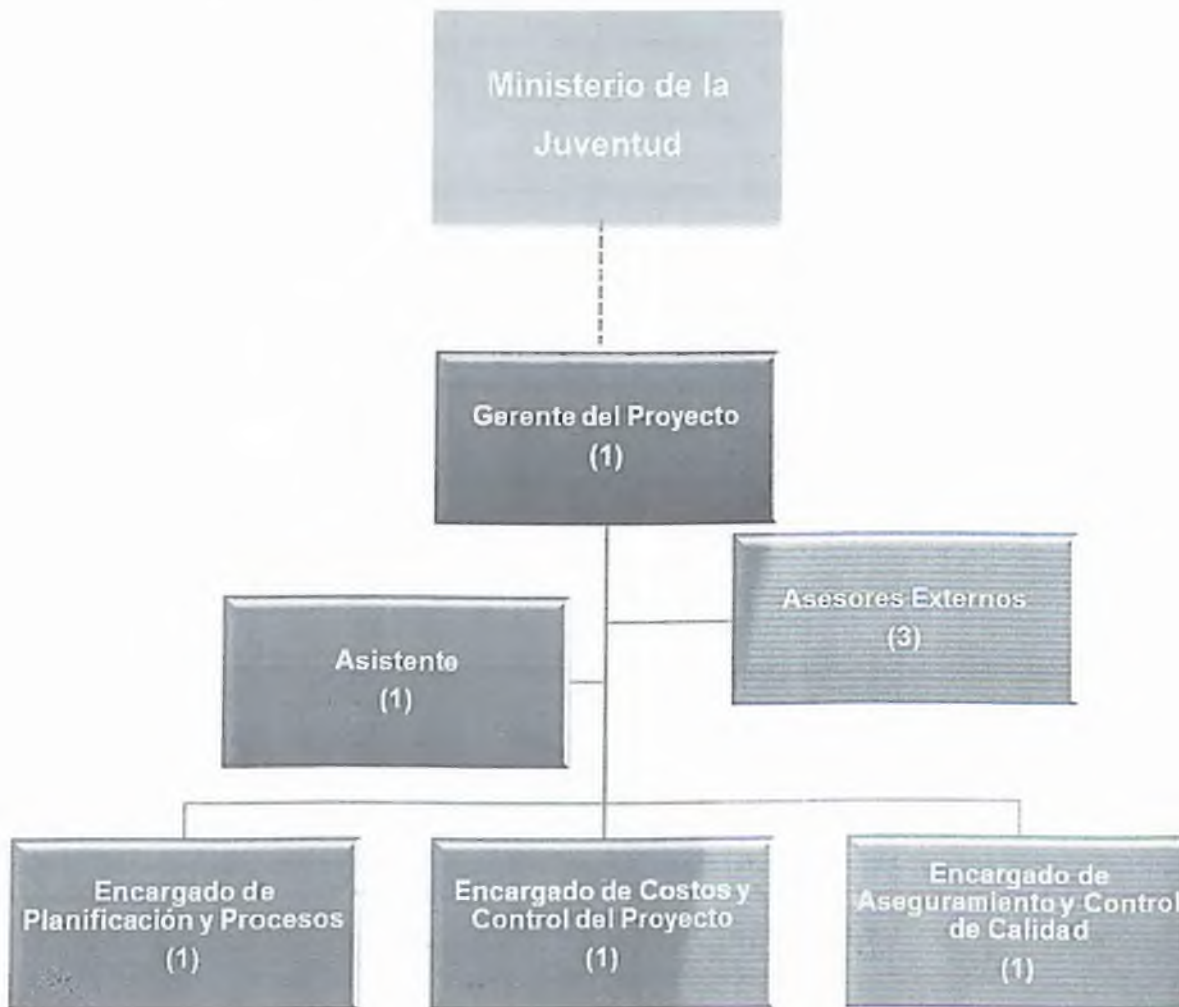 Ministerio de la
Juventud
Gerente del Proyecto
(1)
Asesores Externos
(3)
Asistente
(1)
Encargado de
Planificación y Procesos
(1)
Encargado de Costos y
Control del Proyecto
(1)
Encargado de
Aseguramiento y Control
de Calidad
(1)